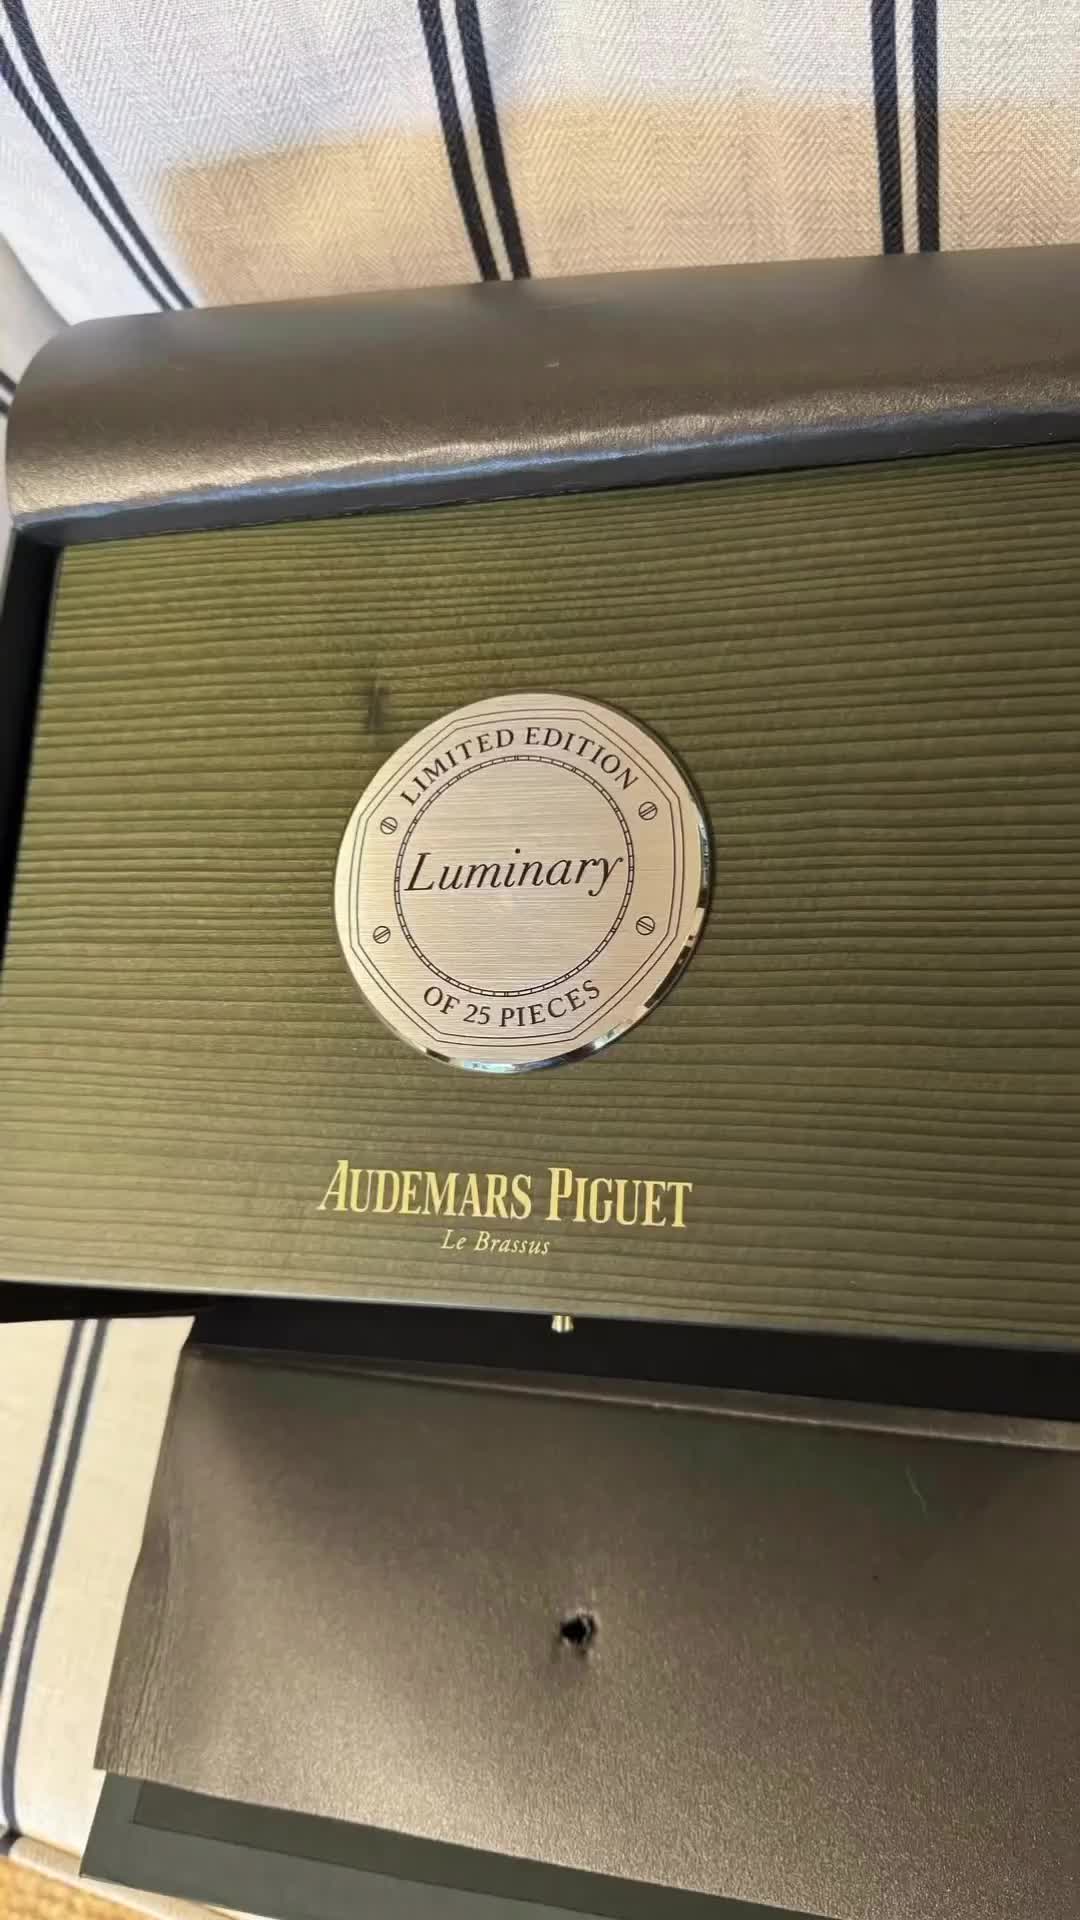 LIMITED EDITION
Luminary
OF 25 PIECES
AUDEMARS PIGUET
Le Brassus